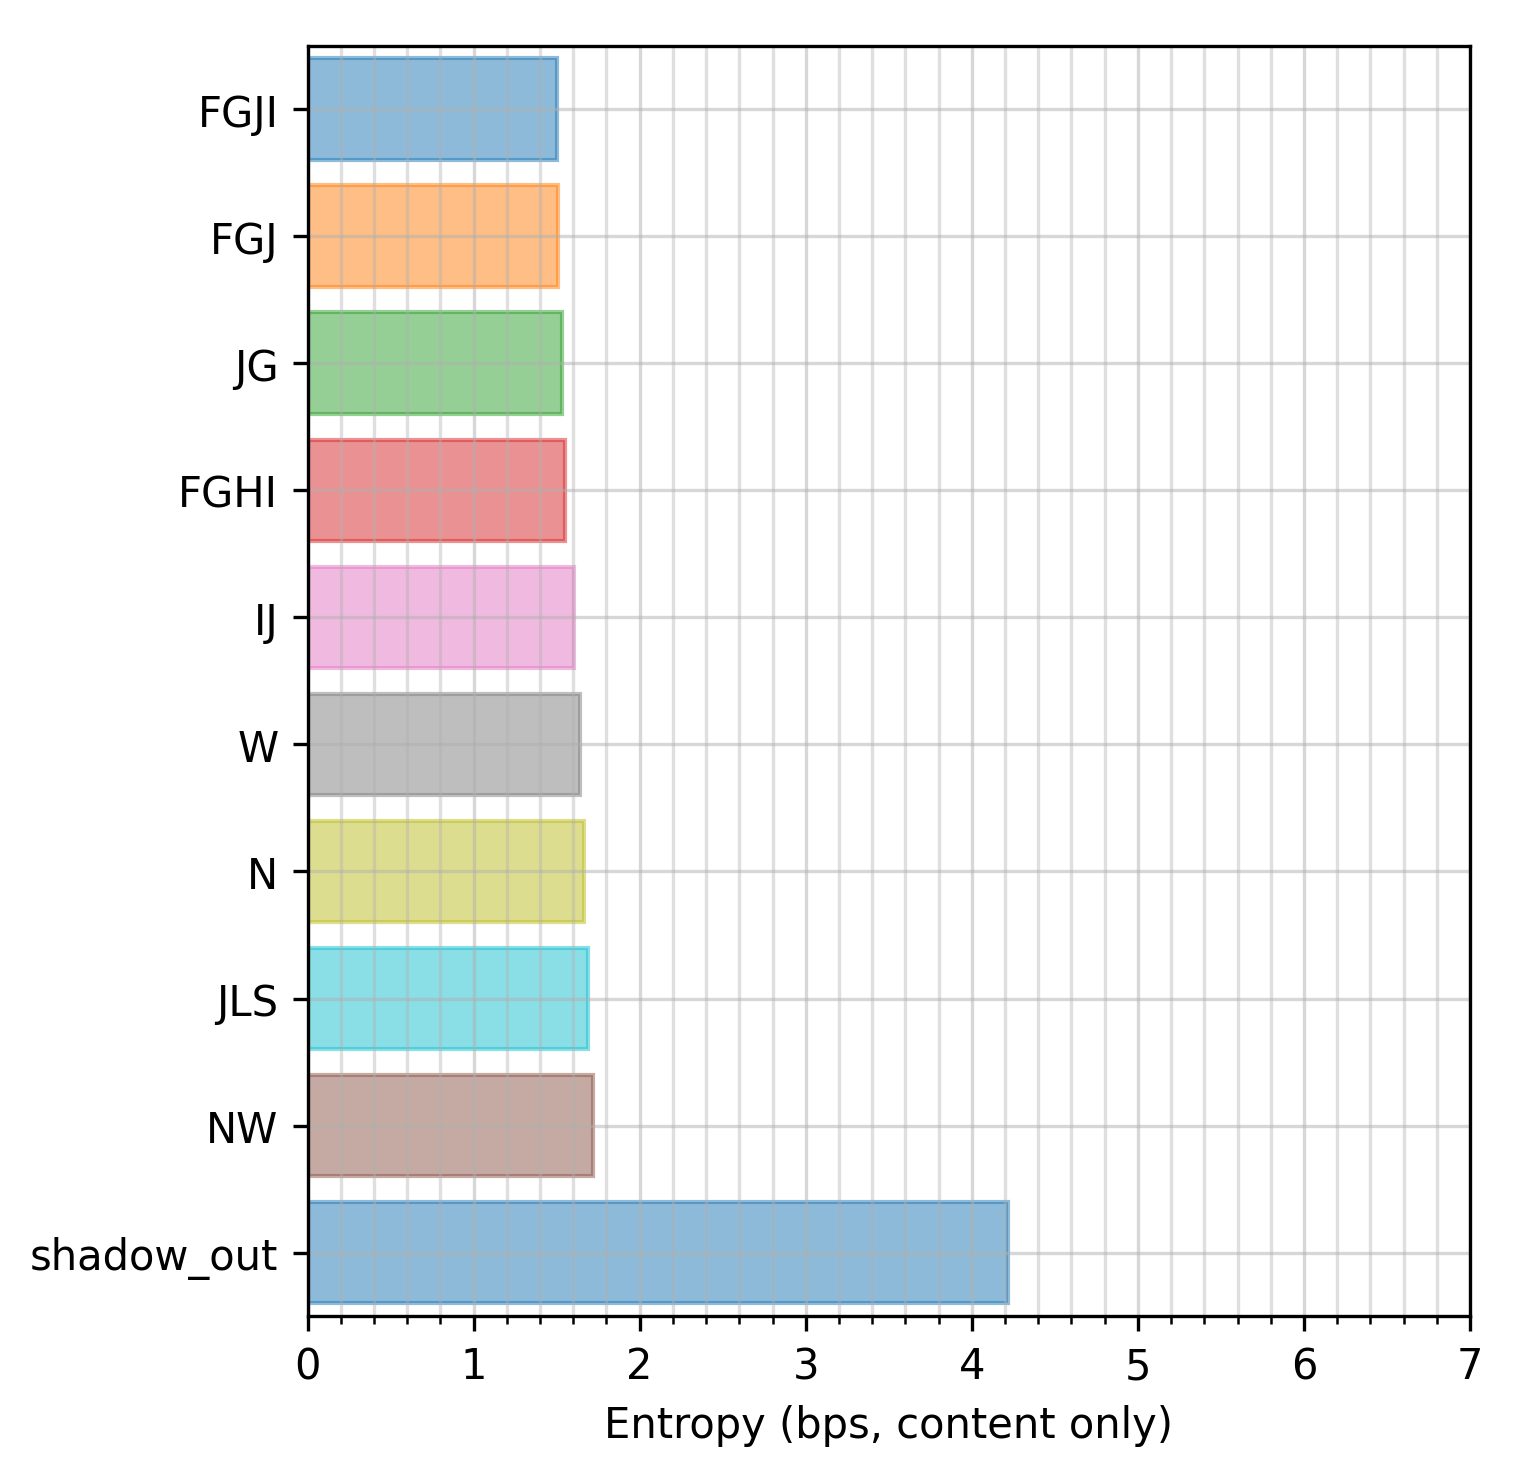 FGJI
FGJ
JG
FGHI
IJ
W
N
JLS
NW
shadow_out
0 1 2 3 4 5 6 7
Entropy (bps, content only)